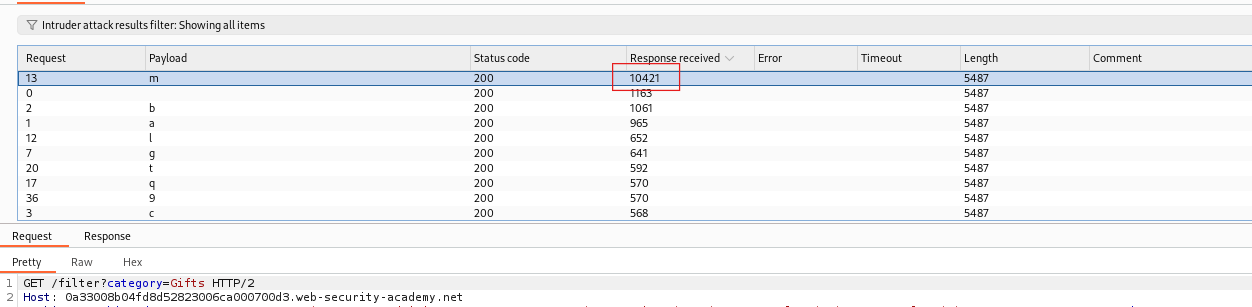 Intruder attack results filter: Showing all items
Request Payload Status code Response received Error Timeout Length Comment
13 m 200 10421 5487
0 200 1163 5487
2 b 200 1061 5487
1 a 200 965 5487
12 l 200 652 5487
7 g 200 641 5487
20 t 200 592 5487
17 q 200 570 5487
36 9 200 570 5487
3 c 200 568 5487
Request Response
Pretty Raw Hex
1 GET /filter?category=Gifts HTTP/2
2 Host: 0a33008b04fd8d52823006ca000700d3.web-security-academy.net